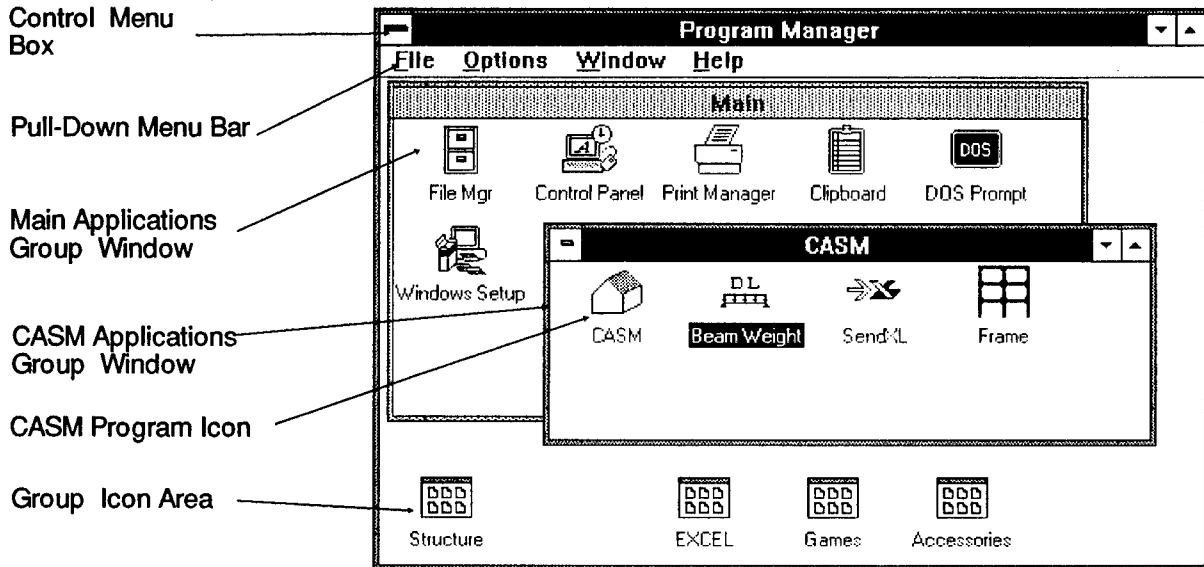 Control Menu
Box
Pull-Down Menu Bar
Main Applications
Group Window
CASM Applications
Group Window
CASM Program Icon
Group Icon Area
Program Manager
File Options Window Help
Main
File Mgr Control Panel Print Manager Clipboard DOS Prompt
DOS
Windows Setup
CASM
DL
CASM Beam Weight SendXL Frame
Structure EXCEL Games Accessories